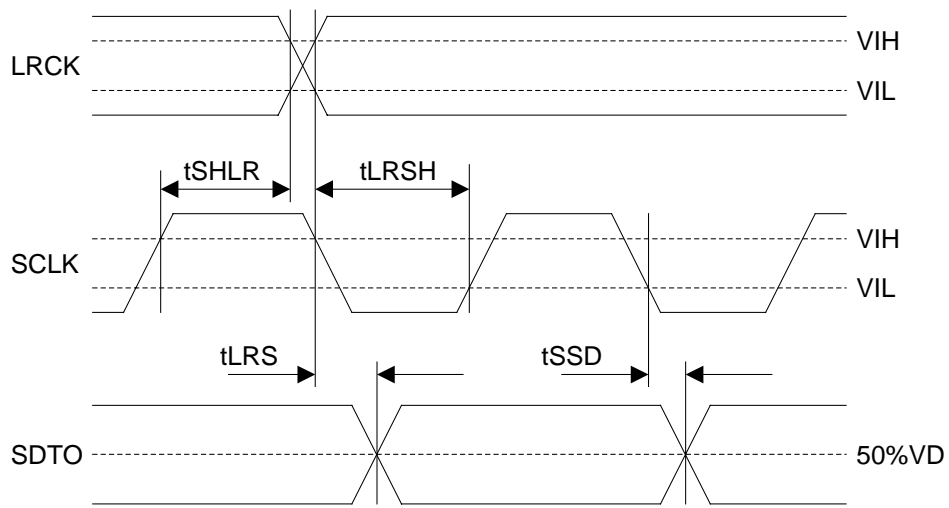 VIH
LRCK
VIL
tSHLR tLRSH
VIH
SCLK
VIL
tLRS tSSD
SDTO 50%VD